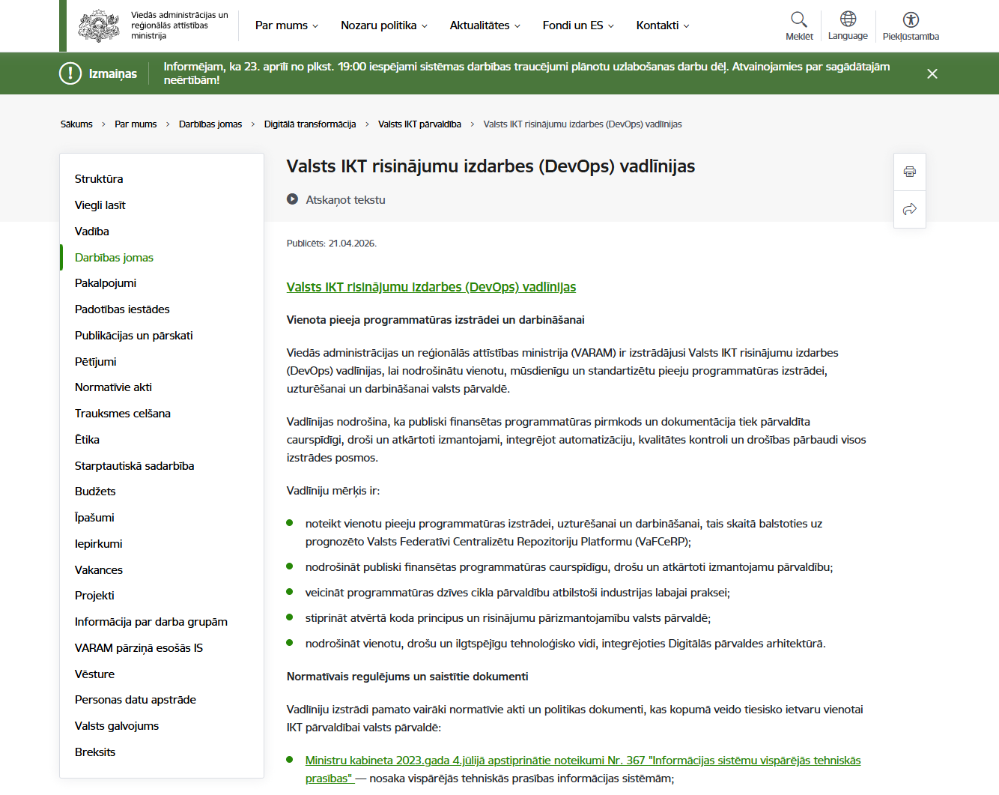 Viedās administrācijas un
reģionālās attīstības
ministrija
Par mums
Nozaru politika
Aktualitātes
Fondi un ES
Kontakti
Meklēt
Language
Piekļūstamība
Izmaiņas
Informējam, ka 23. aprīlī no plkst. 19:00 iespējami sistēmas darbības traucējumi plānotu uzlabošanas darbu dēļ. Atvainojamies par sagādātajām
neērtībām!
Sākums > Par mums > Darbības jomas > Digitālā transformācija > Valsts IKT pārvaldība > Valsts IKT risinājumu izdarbes (DevOps) vadlīnijas
Struktūra
Viegli lasīt
Vadība
Darbības jomas
Pakalpojumi
Padotības iestādes
Publikācijas un pārskati
Pētījumi
Normatīvie akti
Trauksmes celšana
Ētika
Starptautiskā sadarbība
Budžets
Īpašumi
Iepirkumi
Vakances
Projekti
Informācija par darba grupām
VARAM pārziņā esošās IS
Vēsture
Personas datu apstrāde
Valsts galvojums
Breksits
Valsts IKT risinājumu izdarbes (DevOps) vadlīnijas
Atskaņot tekstu
Publicēts: 21.04.2026.
Valsts IKT risinājumu izdarbes (DevOps) vadlīnijas
Vienota pieeja programmatūras izstrādei un darbināšanai
Viedās administrācijas un reģionālās attīstības ministrija (VARAM) ir izstrādājusi Valsts IKT risinājumu izdarbes
(DevOps) vadlīnijas, lai nodrošinātu vienotu, mūsdienīgu un standartizētu pieeju programmatūras izstrādei,
uzturēšanai un darbināšanai valsts pārvaldē.
Vadlīnijas nodrošina, ka publiski finansētas programmatūras pirmkods un dokumentācija tiek pārvaldīta
caurspīdīgi, droši un atkārtoti izmantojami, integrējot automatizāciju, kvalitātes kontroli un drošības pārbaudi visos
izstrādes posmos.
Vadlīniju mērķis ir:
noteikt vienotu pieeju programmatūras izstrādei, uzturēšanai un darbināšanai, tais skaitā balstoties uz
prognozēto Valsts Federatīvi Centralizētu Repozitoriju Platformu (VaFCeRP);
nodrošināt publiski finansētas programmatūras caurspīdīgu, drošu un atkārtoti izmantojamu pārvaldību;
veicināt programmatūras dzīves cikla pārvaldību atbilstoši industrijas labajai praksei;
stiprināt atvērtā koda principus un risinājumu pārizmantojamību valsts pārvaldē;
nodrošināt vienotu, drošu un ilgtspējīgu tehnoloģisko vidi, integrējoties Digitālās pārvaldes arhitektūrā.
Normatīvais regulējums un saistītie dokumenti
Vadlīniju izstrādi pamato vairāki normatīvie akti un politikas dokumenti, kas kopumā veido tiesisko ietvaru vienotai
IKT pārvaldībai valsts pārvaldē:
Ministru kabineta 2023.gada 4.jūlijā apstiprinātie noteikumi Nr. 367 "Informācijas sistēmu vispārējās tehniskās
prasības" — nosaka vispārējās tehniskās prasības informācijas sistēmām;